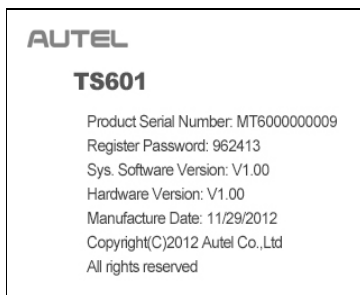 AUTEL
TS601
Product Serial Number: MT6000000009
Register Password: 962413
Sys. Software Version: V1.00
Hardware Version: V1.00
Manufacture Date: 11/29/2012
Copyright(C)2012 Autel Co.,Ltd
All rights reserved